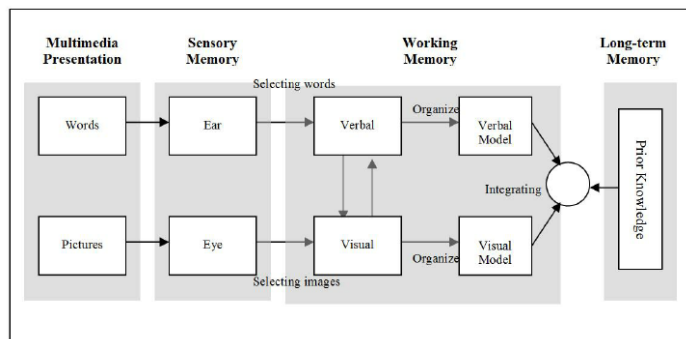 Multimedia
Presentation
Sensory
Memory
Working
Memory
Long-term
Memory
Selecting words
Words
Ear
Verbal
Organize
Verbal
Model
Integrating
Prior Knowledge
Pictures
Eye
Visual
Organize
Visual
Model
Selecting images